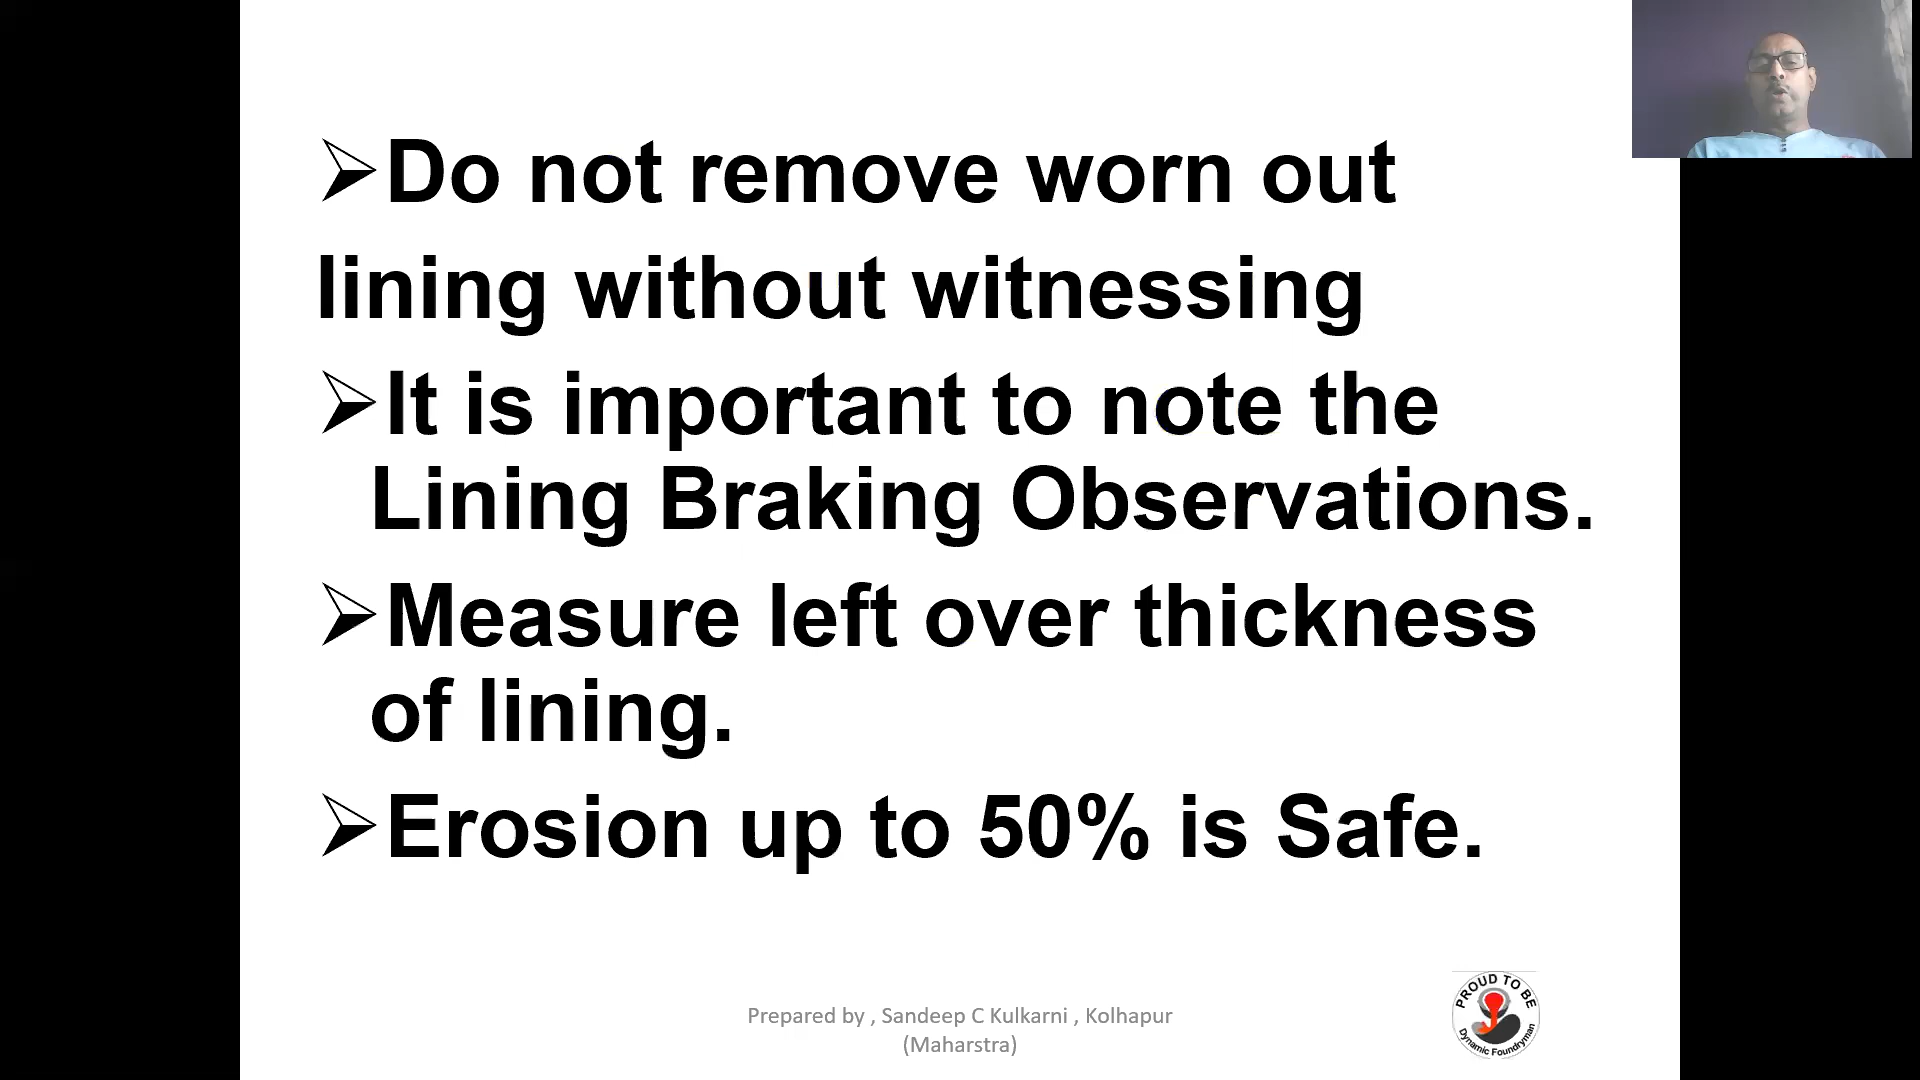 ➢Do not remove worn out
lining without witnessing
➢It is important to note the
Lining Braking Observations.
➢Measure left over thickness
of lining.
➢Erosion up to 50% is Safe.
Prepared by , Sandeep C Kulkarni , Kolhapur
(Maharstra)
PROUD TO BE
Dynamic Foundryman